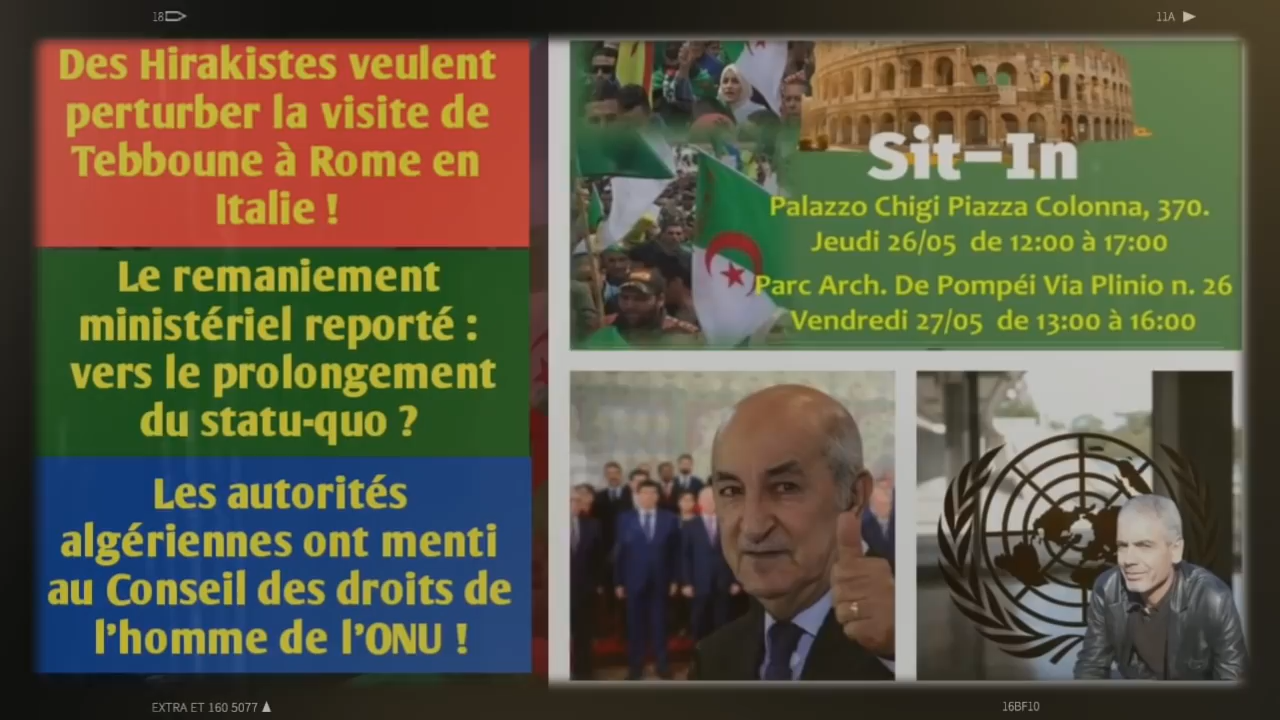 18
11A
Des Hirakistes veulent
perturber la visite de
Tebboune à Rome en
Italie !
Le remaniement
ministériel reporté :
vers le prolongement
du statu-quo ?
Les autorités
algériennes ont menti
au Conseil des droits de
l'homme de l'ONU !
Sit-In
Palazzo Chigi Piazza Colonna, 370.
Jeudi 26/05 de 12:00 à 17:00
Parc Arch. De Pompéi Via Plinio n. 26
Vendredi 27/05 de 13:00 à 16:00
EXTRA ET 160 5077
16BF10